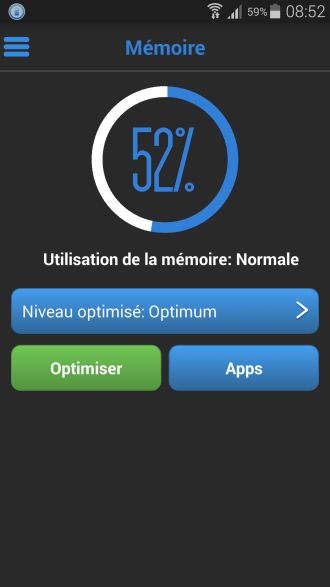 59% 08:52
Mémoire
52%
Utilisation de la mémoire: Normale
Niveau optimisé: Optimum
Optimiser
Apps